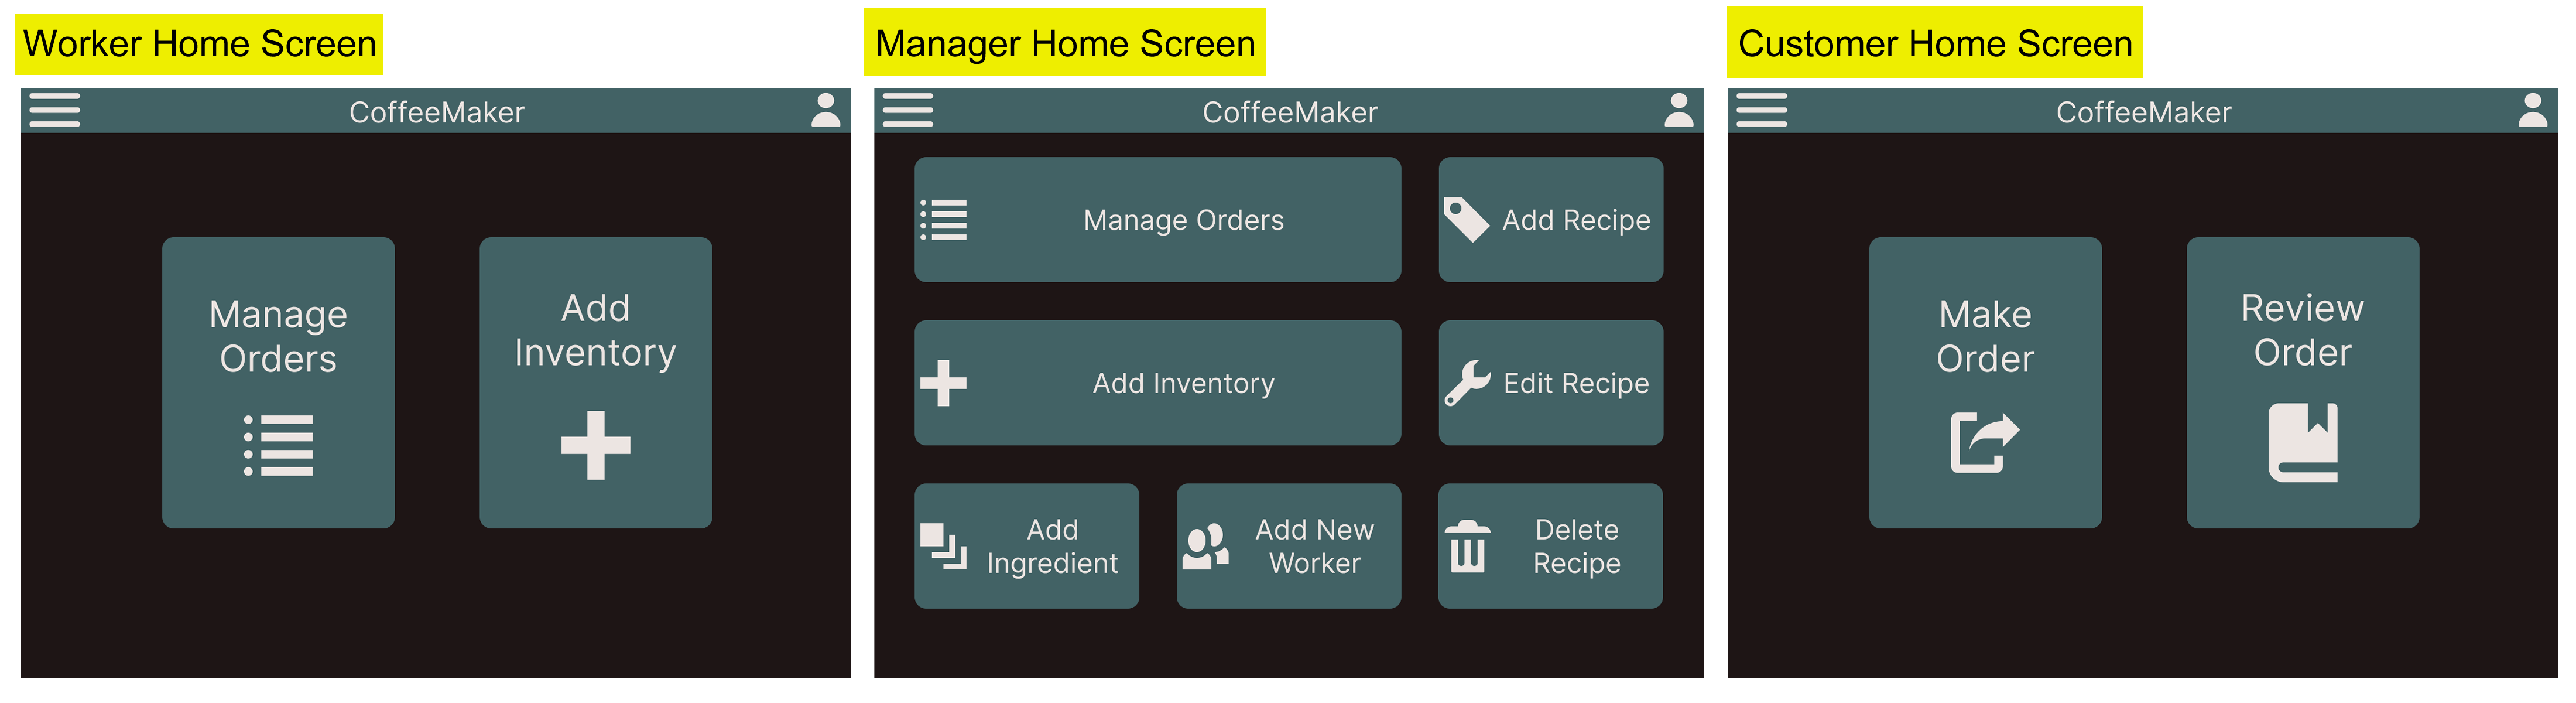 Worker Home Screen
CoffeeMaker
Manage
Orders
Add
Inventory
Manager Home Screen
CoffeeMaker
Manage Orders
Add Recipe
Add Inventory
Edit Recipe
Add
Ingredient
Add New
Worker
Delete
Recipe
Customer Home Screen
CoffeeMaker
Make
Order
Review
Order